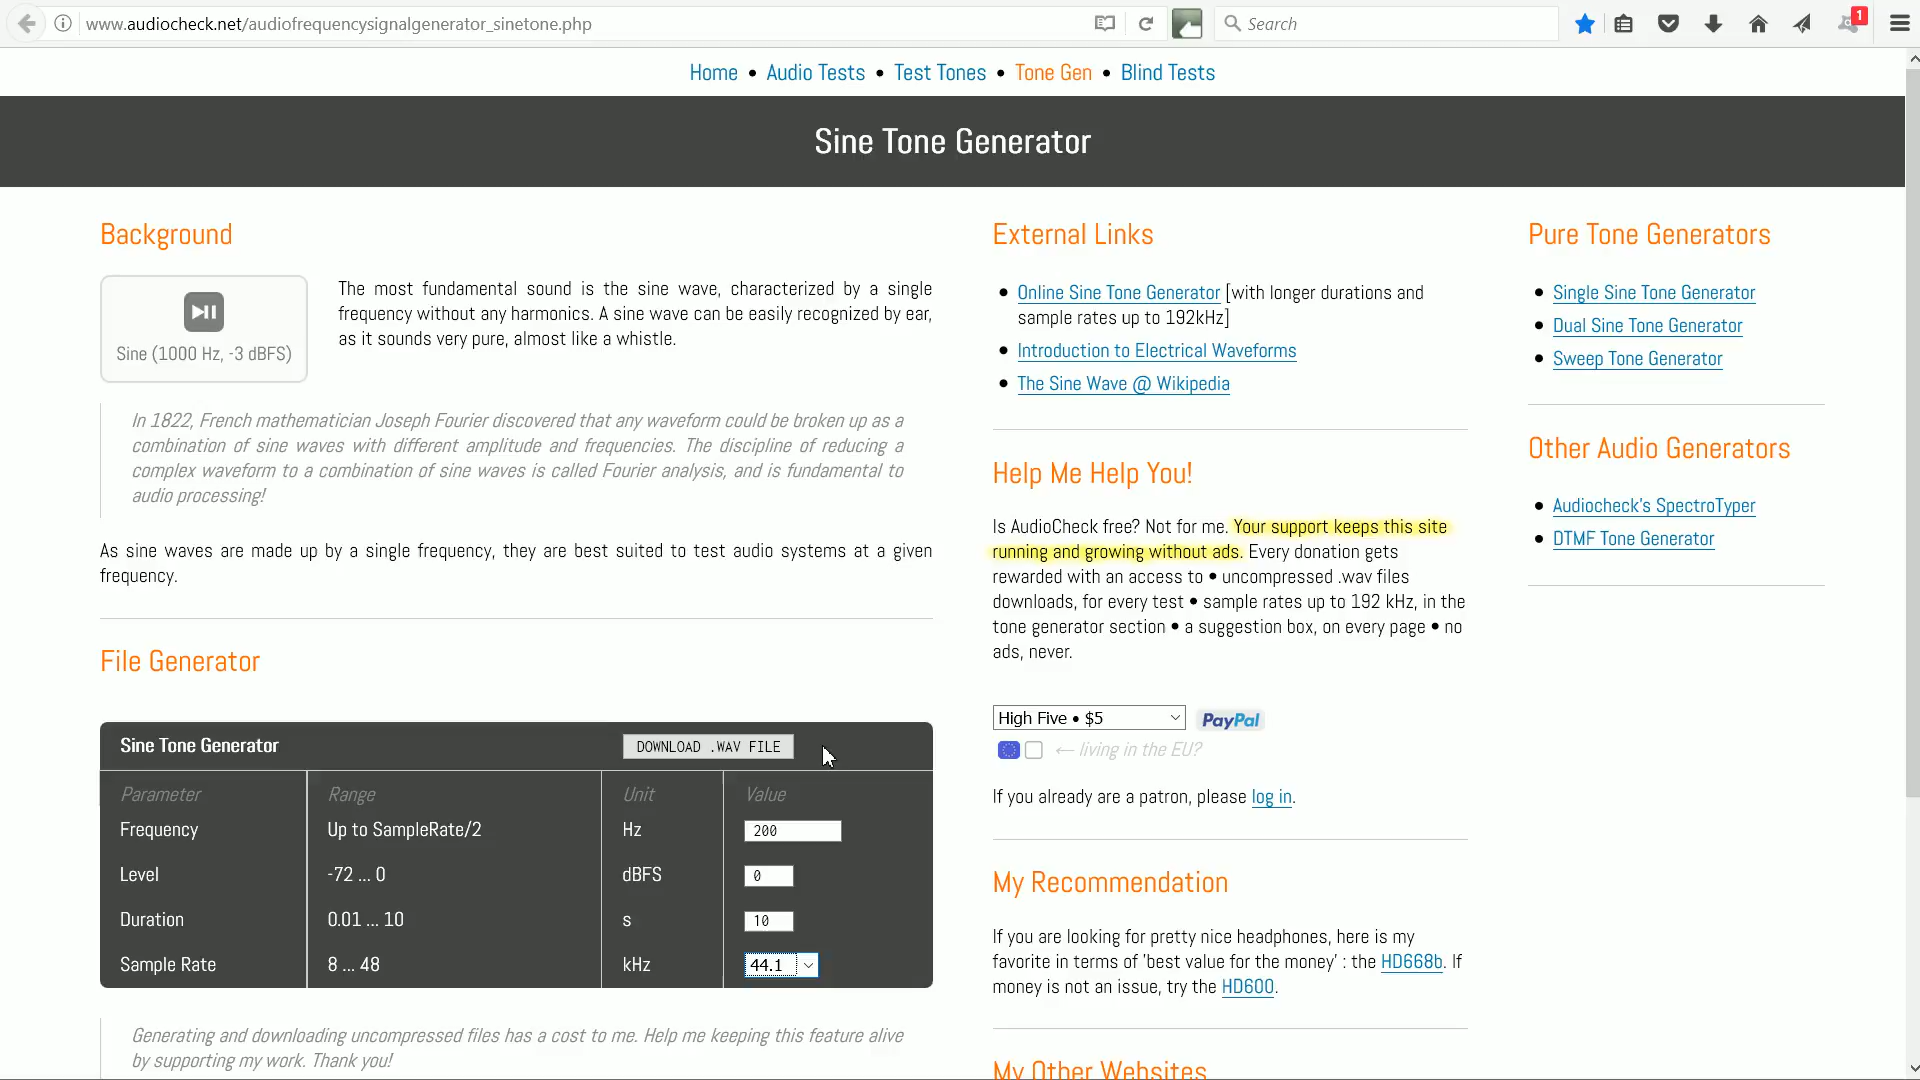 www.audiocheck.net/audiofrequencysignalgenerator_sinetone.php
Search
1
Home • Audio Tests • Test Tones • Tone Gen • Blind Tests
Sine Tone Generator
Background
Sine (1000 Hz, -3 dBFS)
The most fundamental sound is the sine wave, characterized by a single
frequency without any harmonics. A sine wave can be easily recognized by ear,
as it sounds very pure, almost like a whistle.
In 1822, French mathematician Joseph Fourier discovered that any waveform could be broken up as a
combination of sine waves with different amplitude and frequencies. The discipline of reducing a
complex waveform to a combination of sine waves is called Fourier analysis, and is fundamental to
audio processing!
As sine waves are made up by a single frequency, they are best suited to test audio systems at a given
frequency.
File Generator
Sine Tone Generator DOWNLOAD .WAV FILE
Parameter Range Unit Value
Frequency Up to SampleRate/2 Hz 200
Level -72 ... 0 dBFS 0
Duration 0.01 ... 10 s 10
Sample Rate 8 ... 48 kHz 44.1
Generating and downloading uncompressed files has a cost to me. Help me keeping this feature alive
by supporting my work. Thank you!
External Links
• Online Sine Tone Generator [with longer durations and
sample rates up to 192kHz]
• Introduction to Electrical Waveforms
• The Sine Wave @ Wikipedia
Help Me Help You!
Is AudioCheck free? Not for me. Your support keeps this site
running and growing without ads. Every donation gets
rewarded with an access to • uncompressed .wav files
downloads, for every test • sample rates up to 192 kHz, in the
tone generator section • a suggestion box, on every page • no
ads, never.
High Five • $5 PayPal
← living in the EU?
If you already are a patron, please log in.
My Recommendation
If you are looking for pretty nice headphones, here is my
favorite in terms of 'best value for the money' : the HD668b. If
money is not an issue, try the HD600.
My Other Websites
Pure Tone Generators
• Single Sine Tone Generator
• Dual Sine Tone Generator
• Sweep Tone Generator
Other Audio Generators
• Audiocheck's SpectroTyper
• DTMF Tone Generator